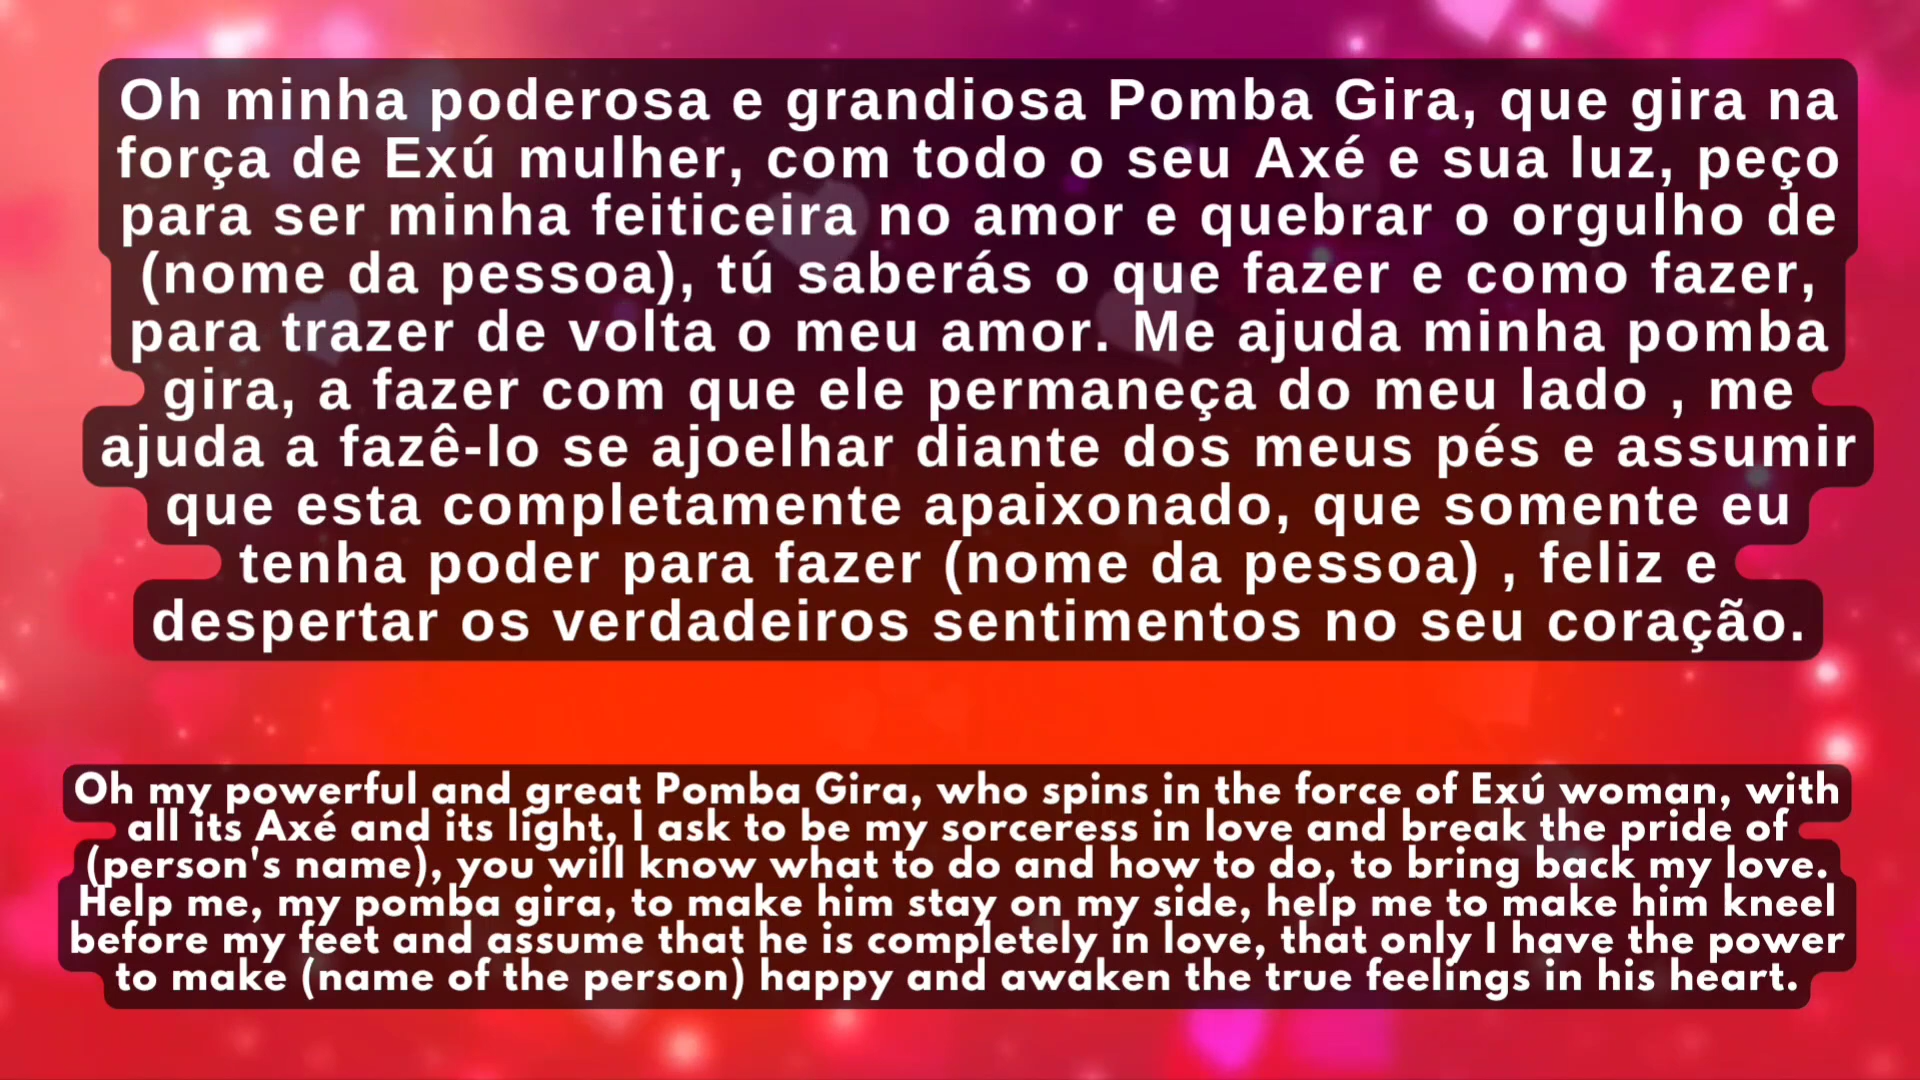 Oh minha poderosa e grandiosa Pomba Gira, que gira na
força de Exú mulher, com todo o seu Axé e sua luz, peço
para ser minha feiticeira no amor e quebrar o orgulho de
(nome da pessoa), tú saberás o que fazer e como fazer,
para trazer de volta o meu amor. Me ajuda minha pomba
gira, a fazer com que ele permaneça do meu lado , me
ajuda a fazê-lo se ajoelhar diante dos meus pés e assumir
que esta completamente apaixonado, que somente eu
tenha poder para fazer (nome da pessoa) , feliz e
despertar os verdadeiros sentimentos no seu coração.
Oh my powerful and great Pomba Gira, who spins in the force of Exú woman, with
all its Axé and its light, I ask to be my sorceress in love and break the pride of
(person's name), you will know what to do and how to do, to bring back my love.
Help me, my pomba gira, to make him stay on my side, help me to make him kneel
before my feet and assume that he is completely in love, that only I have the power
to make (name of the person) happy and awaken the true feelings in his heart.